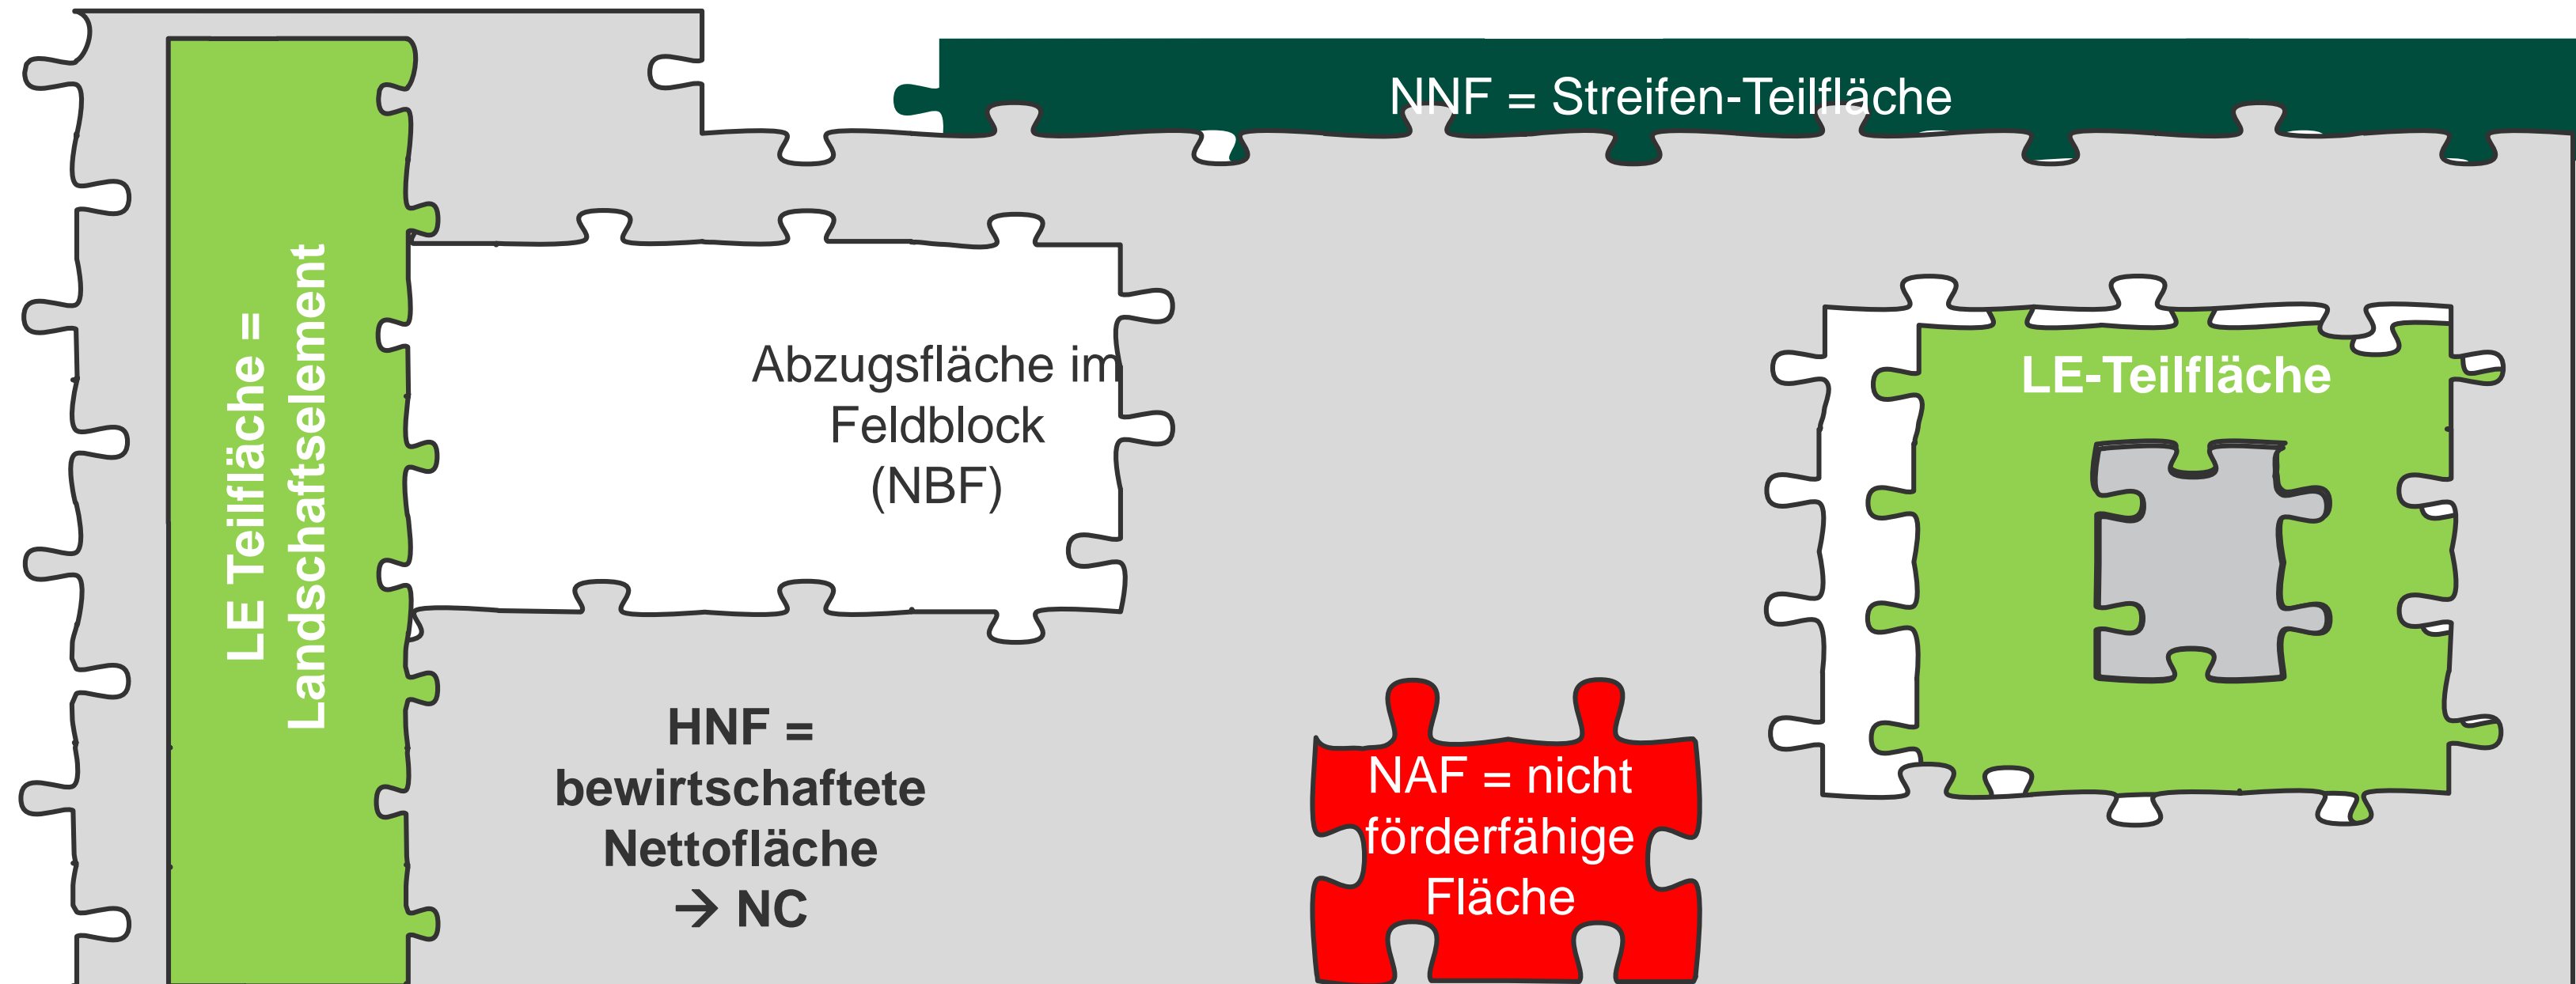 NNF = Streifen-Teilfläche
LE Teilfläche =
Landschaftselement
Abzugsfläche im
Feldblock
(NBF)
LE-Teilfläche
HNF =
bewirtschaftete
Nettofläche
→ NC
NAF = nicht
förderfähige
Fläche